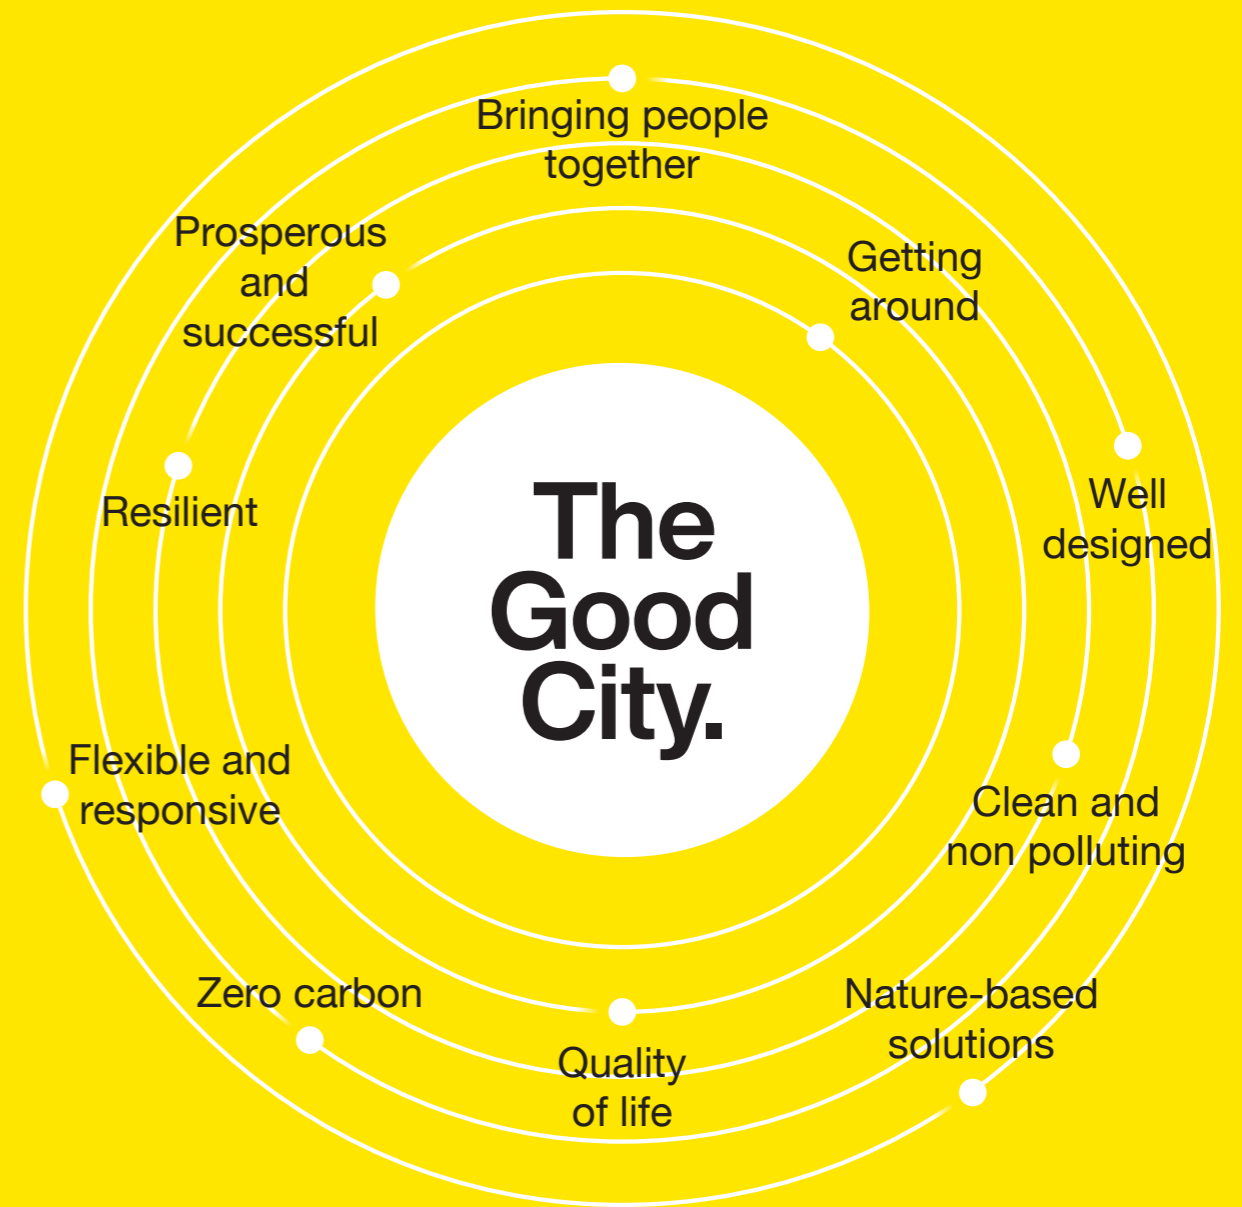 Bringing people
together
Getting
around
Well
designed
Clean and
non polluting
Nature-based
solutions
Quality
of life
Zero carbon
Flexible and
responsive
Resilient
Prosperous
and
successful
The
Good
City.